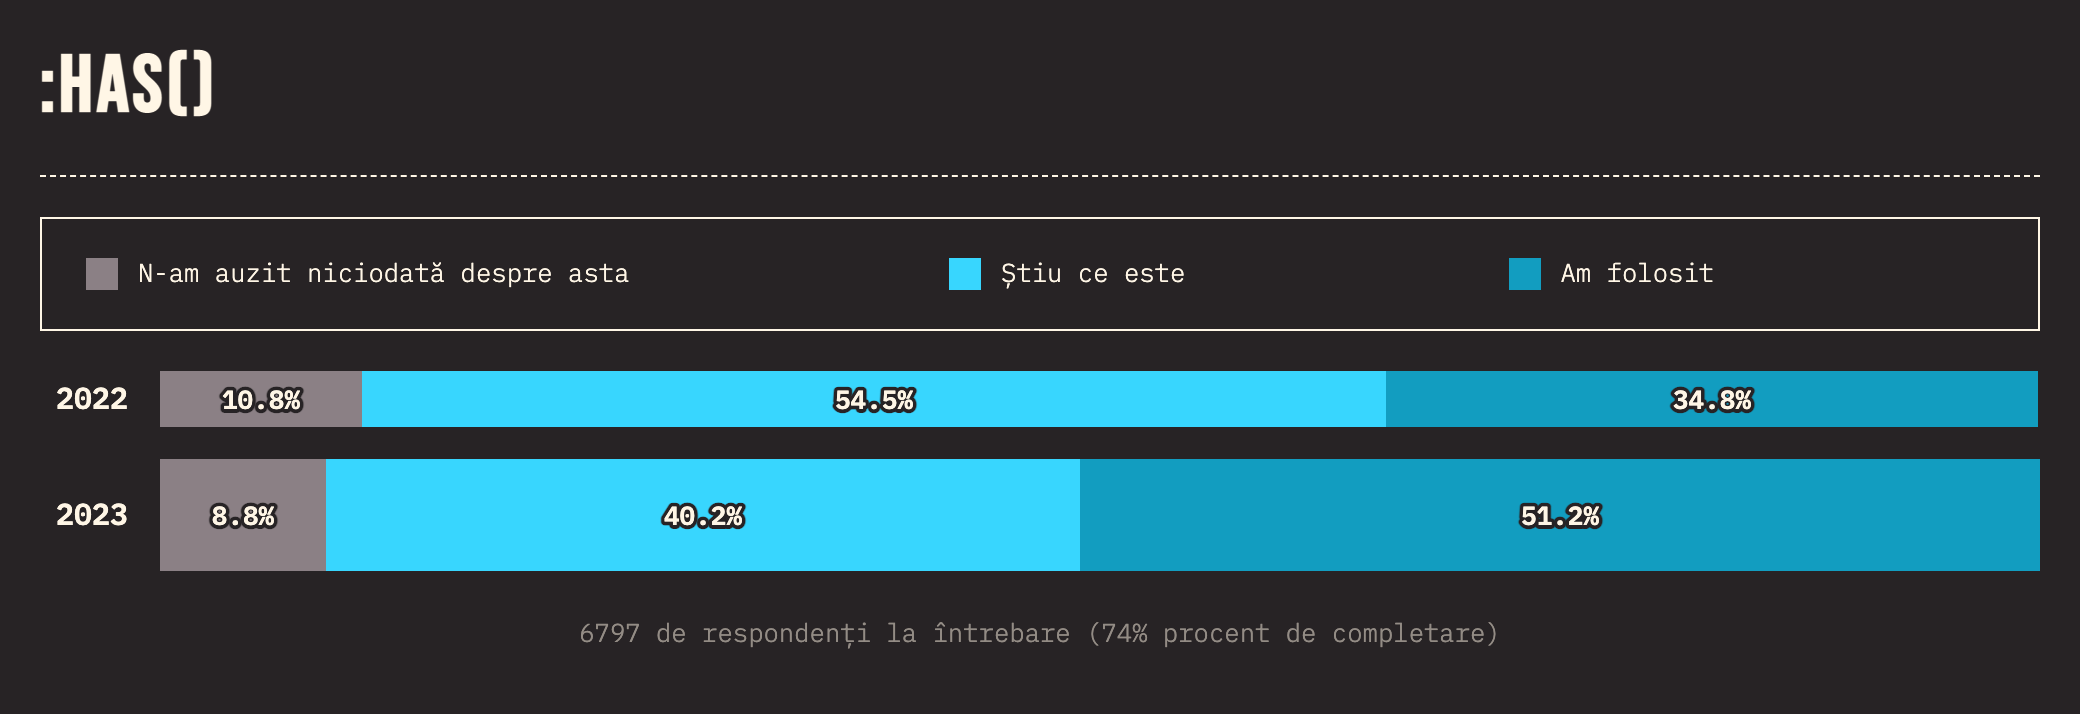 :HAS()
N-am auzit niciodată despre asta
Știu ce este
Am folosit
2022 10.8% 54.5% 34.8%
2023 8.8% 40.2% 51.2%
6797 de respondenți la întrebare (74% procent de completare)